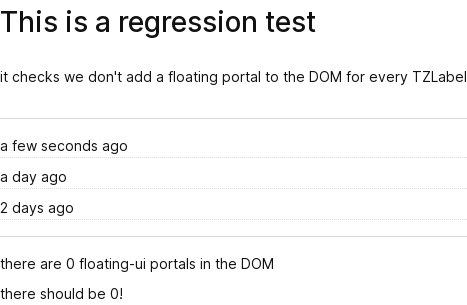 This is a regression test
it checks we don't add a floating portal to the DOM for every TZLabel
a few seconds ago
a day ago
2 days ago
there are 0 floating-ui portals in the DOM
there should be 0!